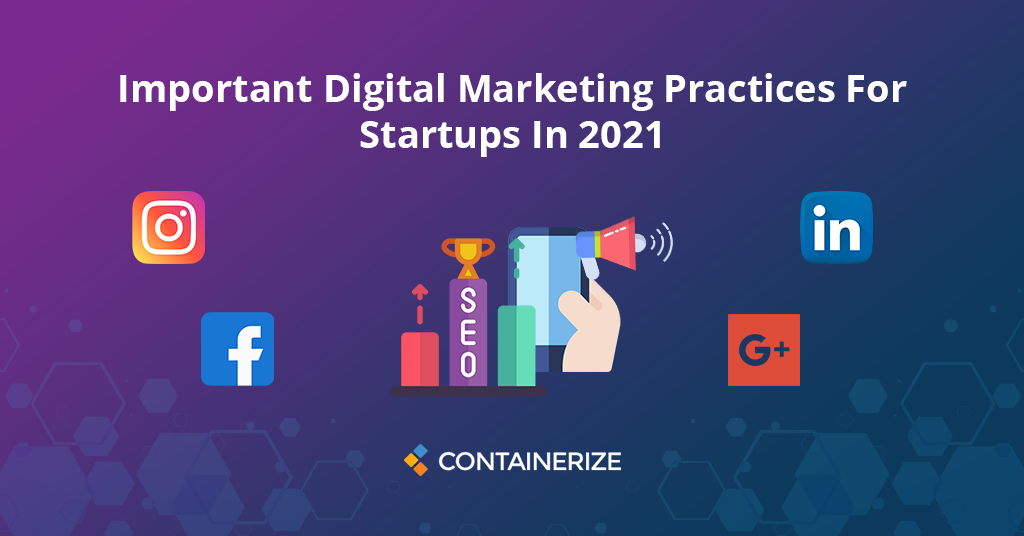 Important Digital Marketing Practices For
Startups In 2021
in
f
SEO
G+
CONTAINERIZE